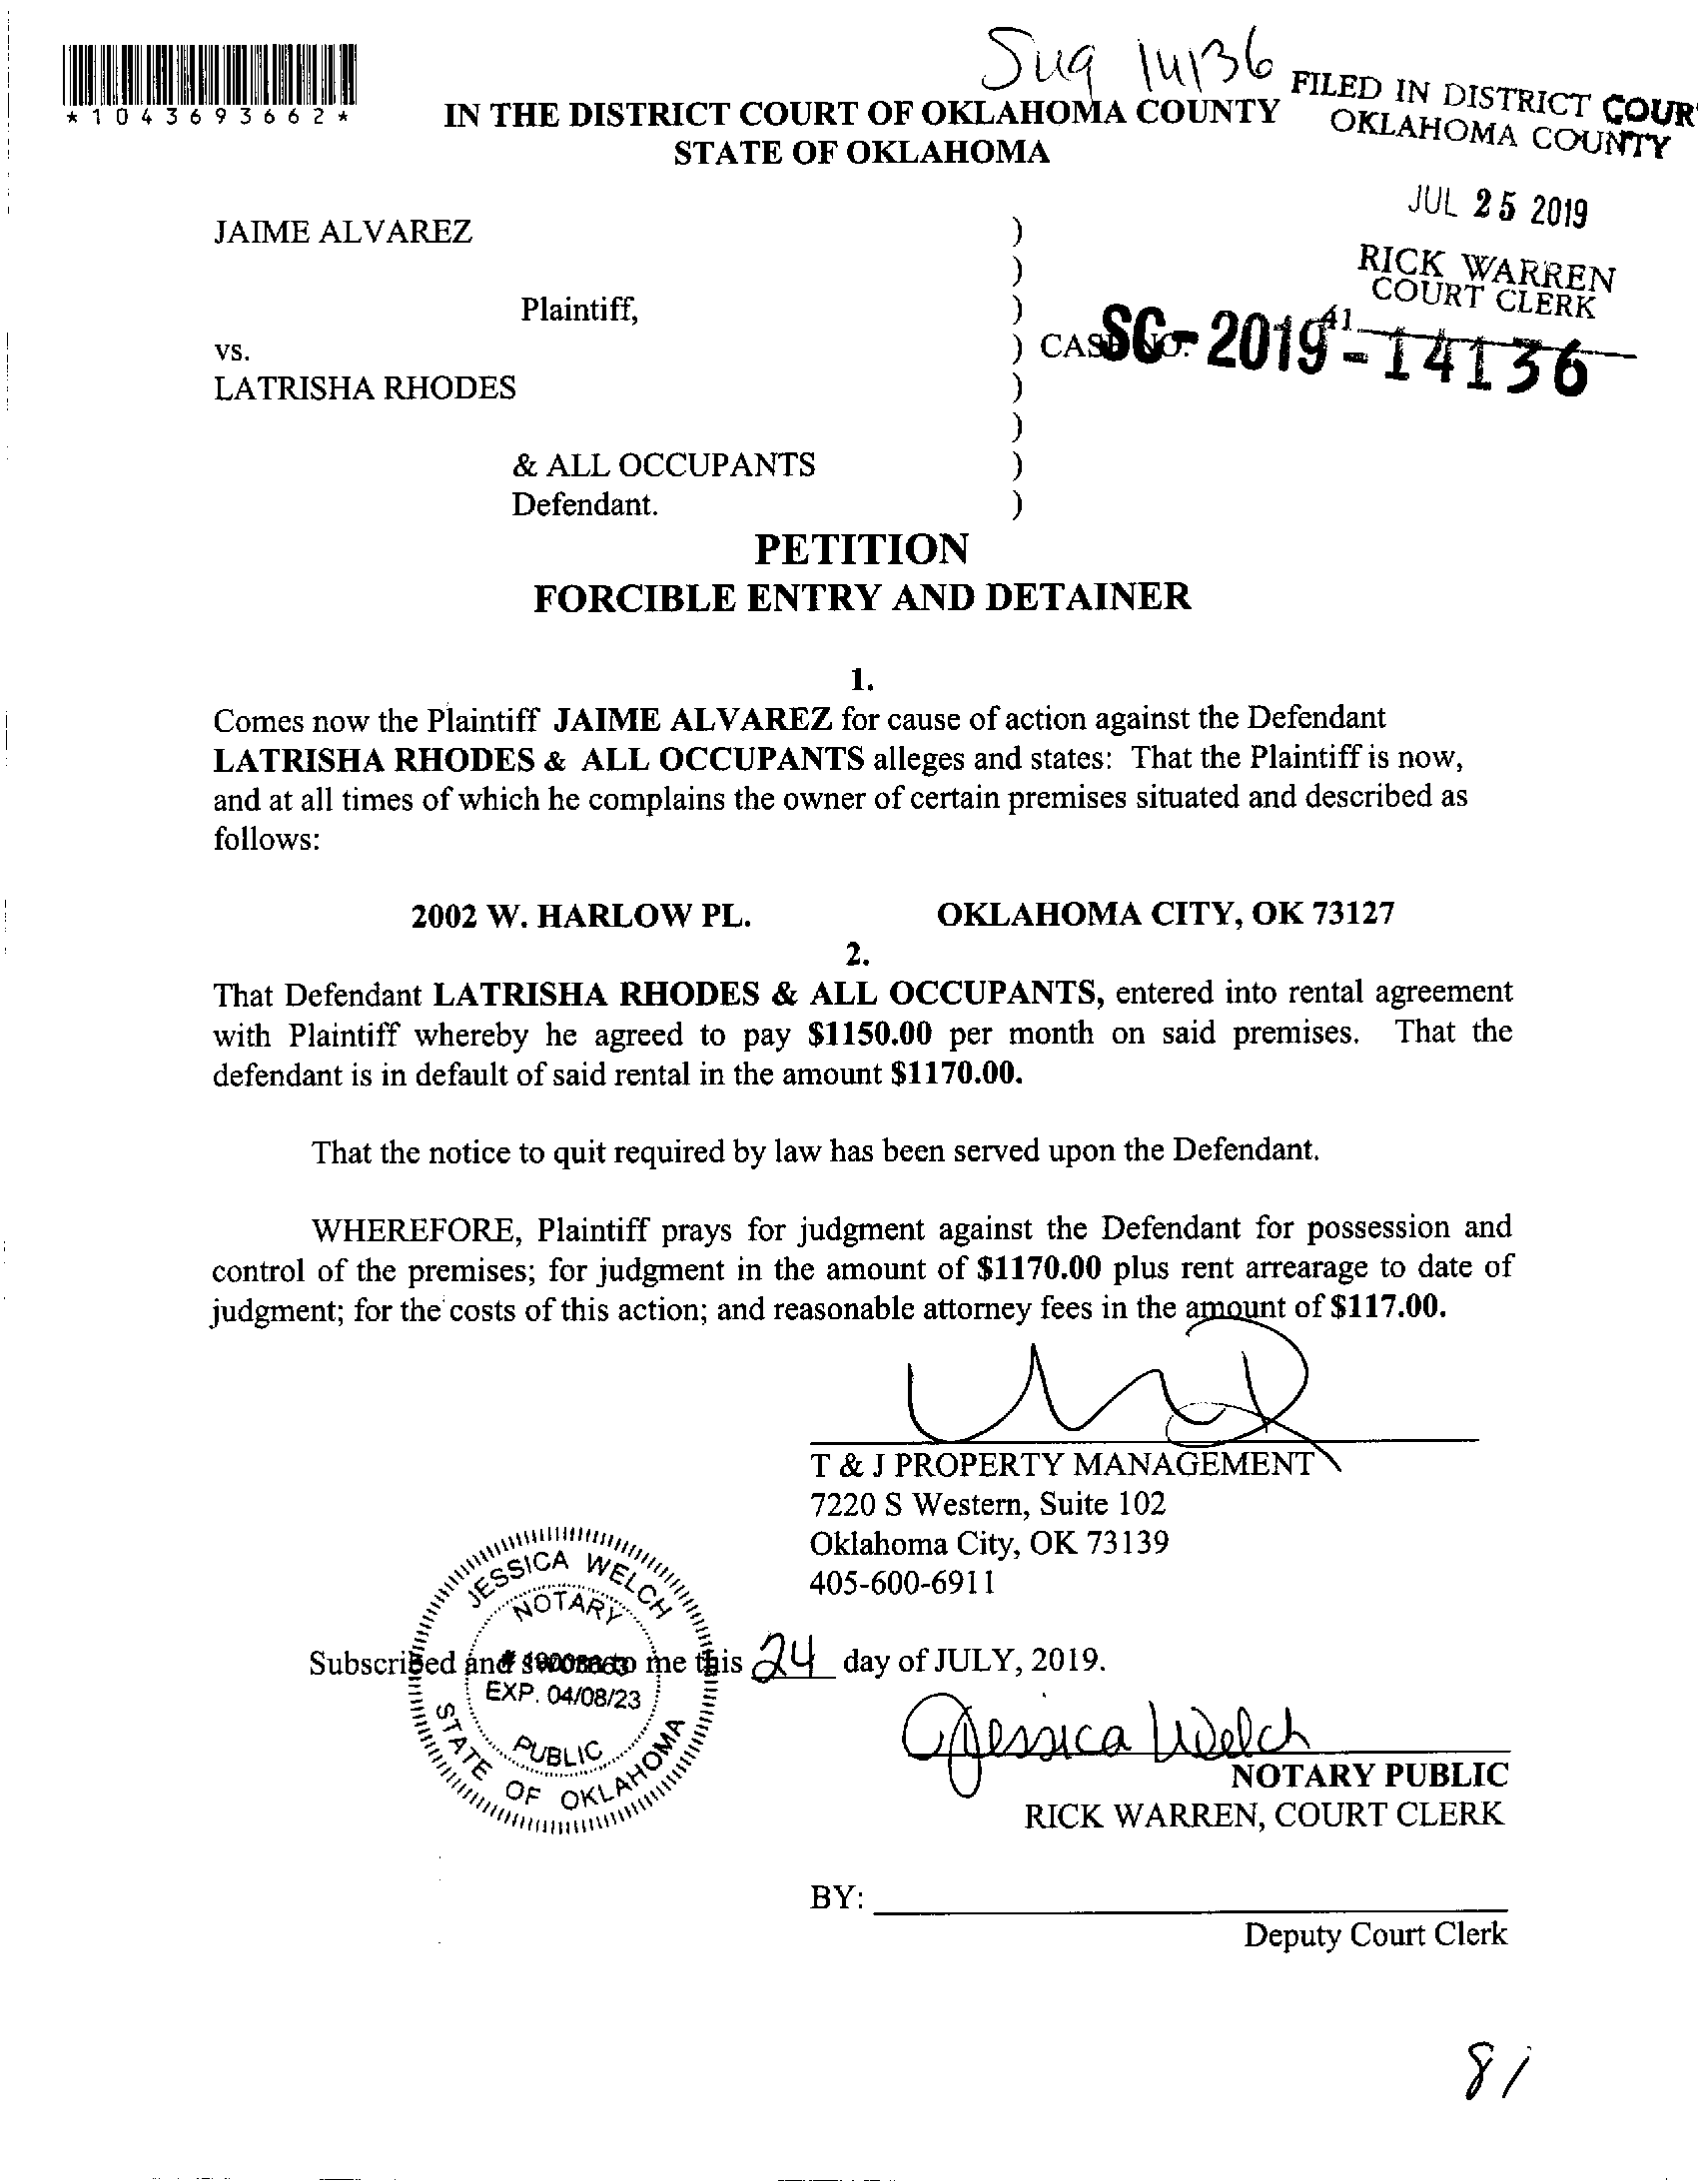 *1043693662*
Sug 14136
FILED IN DISTRICT COUR
OKLAHOMA COUNTY
JUL 25 2019
RICK WARREN
COURT CLERK
41
IN THE DISTRICT COURT OF OKLAHOMA COUNTY
STATE OF OKLAHOMA
JAIME ALVAREZ )
)
Plaintiff, )
vs. ) CASE NO. SC-2019-14136
LATRISHA RHODES )
)
& ALL OCCUPANTS )
Defendant. )
PETITION
FORCIBLE ENTRY AND DETAINER
1.
Comes now the Plaintiff JAIME ALVAREZ for cause of action against the Defendant
LATRISHA RHODES & ALL OCCUPANTS alleges and states: That the Plaintiff is now,
and at all times of which he complains the owner of certain premises situated and described as
follows:
2002 W. HARLOW PL. OKLAHOMA CITY, OK 73127
2.
That Defendant LATRISHA RHODES & ALL OCCUPANTS, entered into rental agreement
with Plaintiff whereby he agreed to pay $1150.00 per month on said premises. That the
defendant is in default of said rental in the amount $1170.00.
That the notice to quit required by law has been served upon the Defendant.
WHEREFORE, Plaintiff prays for judgment against the Defendant for possession and
control of the premises; for judgment in the amount of $1170.00 plus rent arrearage to date of
judgment; for the costs of this action; and reasonable attorney fees in the amount of $117.00.
T & J PROPERTY MANAGEMENT
7220 S Western, Suite 102
Oklahoma City, OK 73139
405-600-6911
JESSICA WELCH
NOTARY
EXP. 04/08/23
PUBLIC
STATE OF OKLAHOMA
Subscribed and sworn to me this 24 day of JULY, 2019.
Jessica Welch
NOTARY PUBLIC
RICK WARREN, COURT CLERK
BY:
Deputy Court Clerk
81